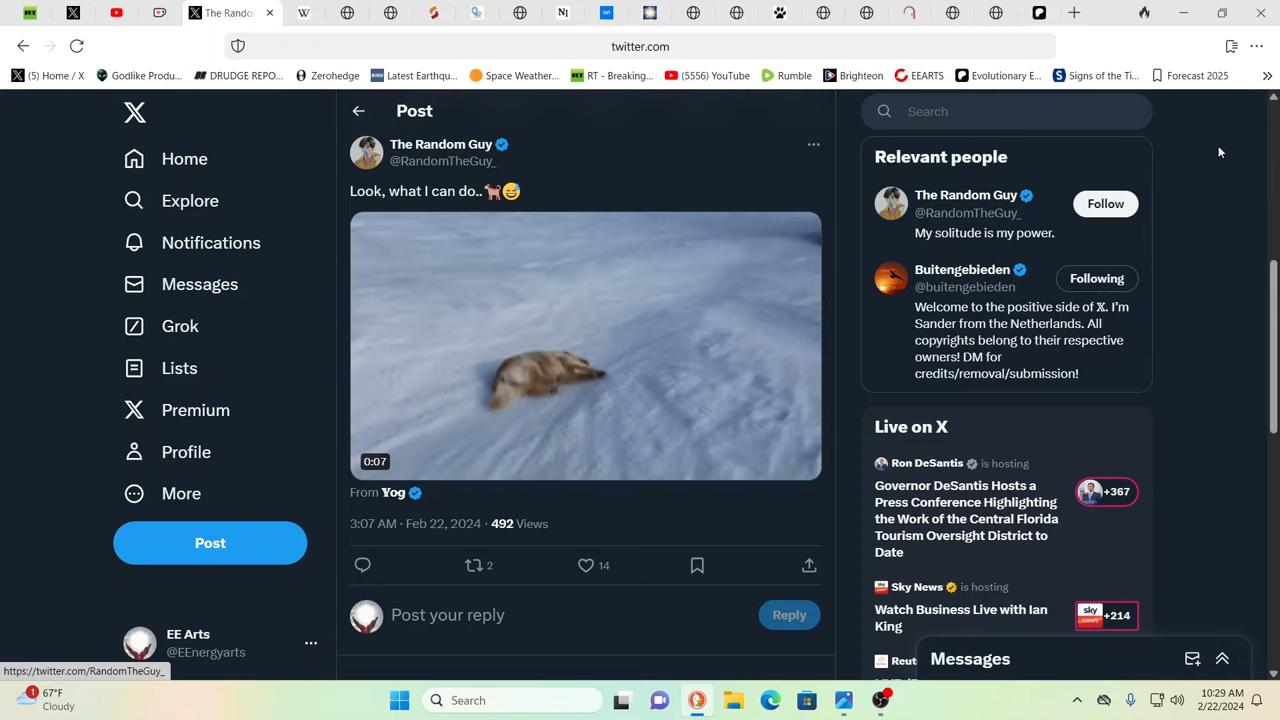 RT
The Rando
W
NI
twitter.com
(5) Home / X
Godlike Produ...
DRUDGE REPO...
Zerohedge
Latest Earthqu...
Space Weather...
RT - Breaking...
(5556) YouTube
Rumble
Brighteon
EEARTS
Evolutionary E...
Signs of the Ti...
Forecast 2025
Home
Explore
Notifications
Messages
Grok
Lists
Premium
Profile
More
Post
EE Arts
@EEnergyarts
https://twitter.com/RandomTheGuy_
Post
The Random Guy
@RandomTheGuy_
Look, what I can do..🐕😅
0:07
From Yog
3:07 AM · Feb 22, 2024 · 492 Views
2
14
Post your reply
Reply
Search
Relevant people
The Random Guy
@RandomTheGuy_
Follow
My solitude is my power.
Buitengebieden
@buitengebieden
Following
Welcome to the positive side of 𝕏. I'm
Sander from the Netherlands. All
copyrights belong to their respective
owners! DM for
credits/removal/submission!
Live on X
Ron DeSantis is hosting
Governor DeSantis Hosts a
Press Conference Highlighting
the Work of the Central Florida
Tourism Oversight District to
Date
+367
Sky News is hosting
Watch Business Live with Ian
King
sky news
+214
Reut
Messages
1
67°F
Cloudy
Search
10:29 AM
2/22/2024